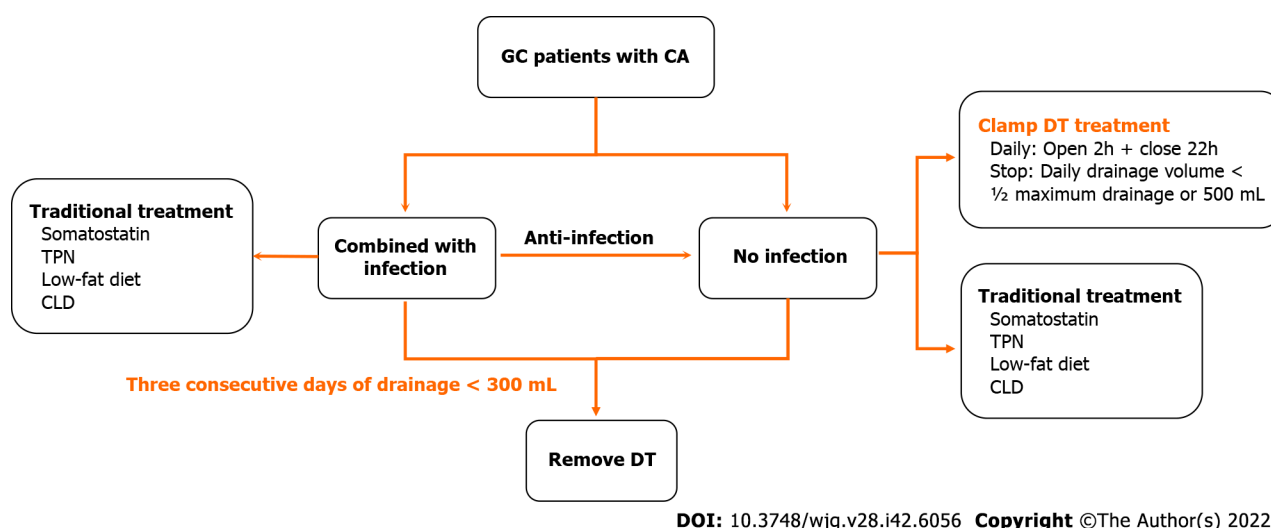 GC patients with CA
Clamp DT treatment
Daily: Open 2h + close 22h
Stop: Daily drainage volume <
½ maximum drainage or 500 mL
Traditional treatment
Somatostatin
TPN
Low-fat diet
CLD
Combined with
infection
Anti-infection
No infection
Traditional treatment
Somatostatin
TPN
Low-fat diet
CLD
Three consecutive days of drainage < 300 mL
Remove DT
DOI: 10.3748/wjg.v28.i42.6056 Copyright ©The Author(s) 2022